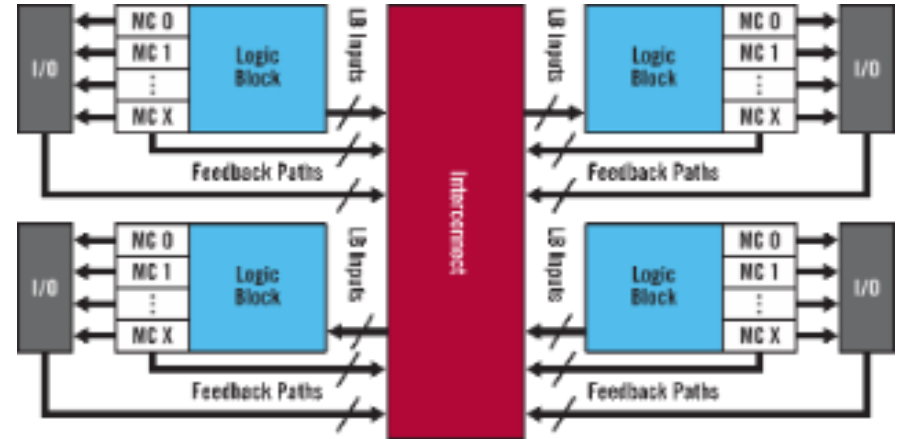 I/O
MC 0
MC 1
⋮
MC X
Logic
Block
LB Inputs
Feedback Paths
Interconnect
LB Inputs
Logic
Block
MC 0
MC 1
⋮
MC X
I/O
Feedback Paths
I/O
MC 0
MC 1
⋮
MC X
Logic
Block
LB Inputs
Feedback Paths
LB Inputs
Logic
Block
MC 0
MC 1
⋮
MC X
I/O
Feedback Paths